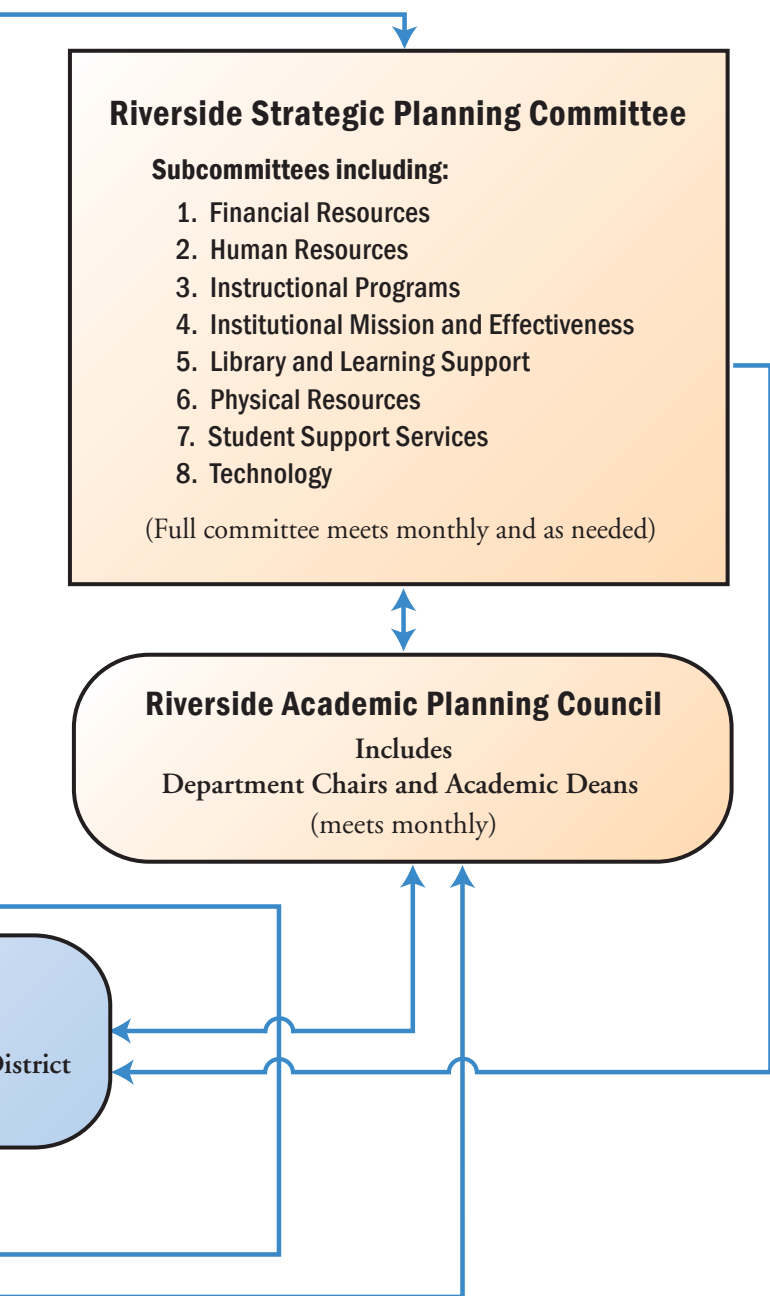 Riverside Strategic Planning Committee
Subcommittees including:
1. Financial Resources
2. Human Resources
3. Instructional Programs
4. Institutional Mission and Effectiveness
5. Library and Learning Support
6. Physical Resources
7. Student Support Services
8. Technology
(Full committee meets monthly and as needed)
Riverside Academic Planning Council
Includes
Department Chairs and Academic Deans
(meets monthly)
District